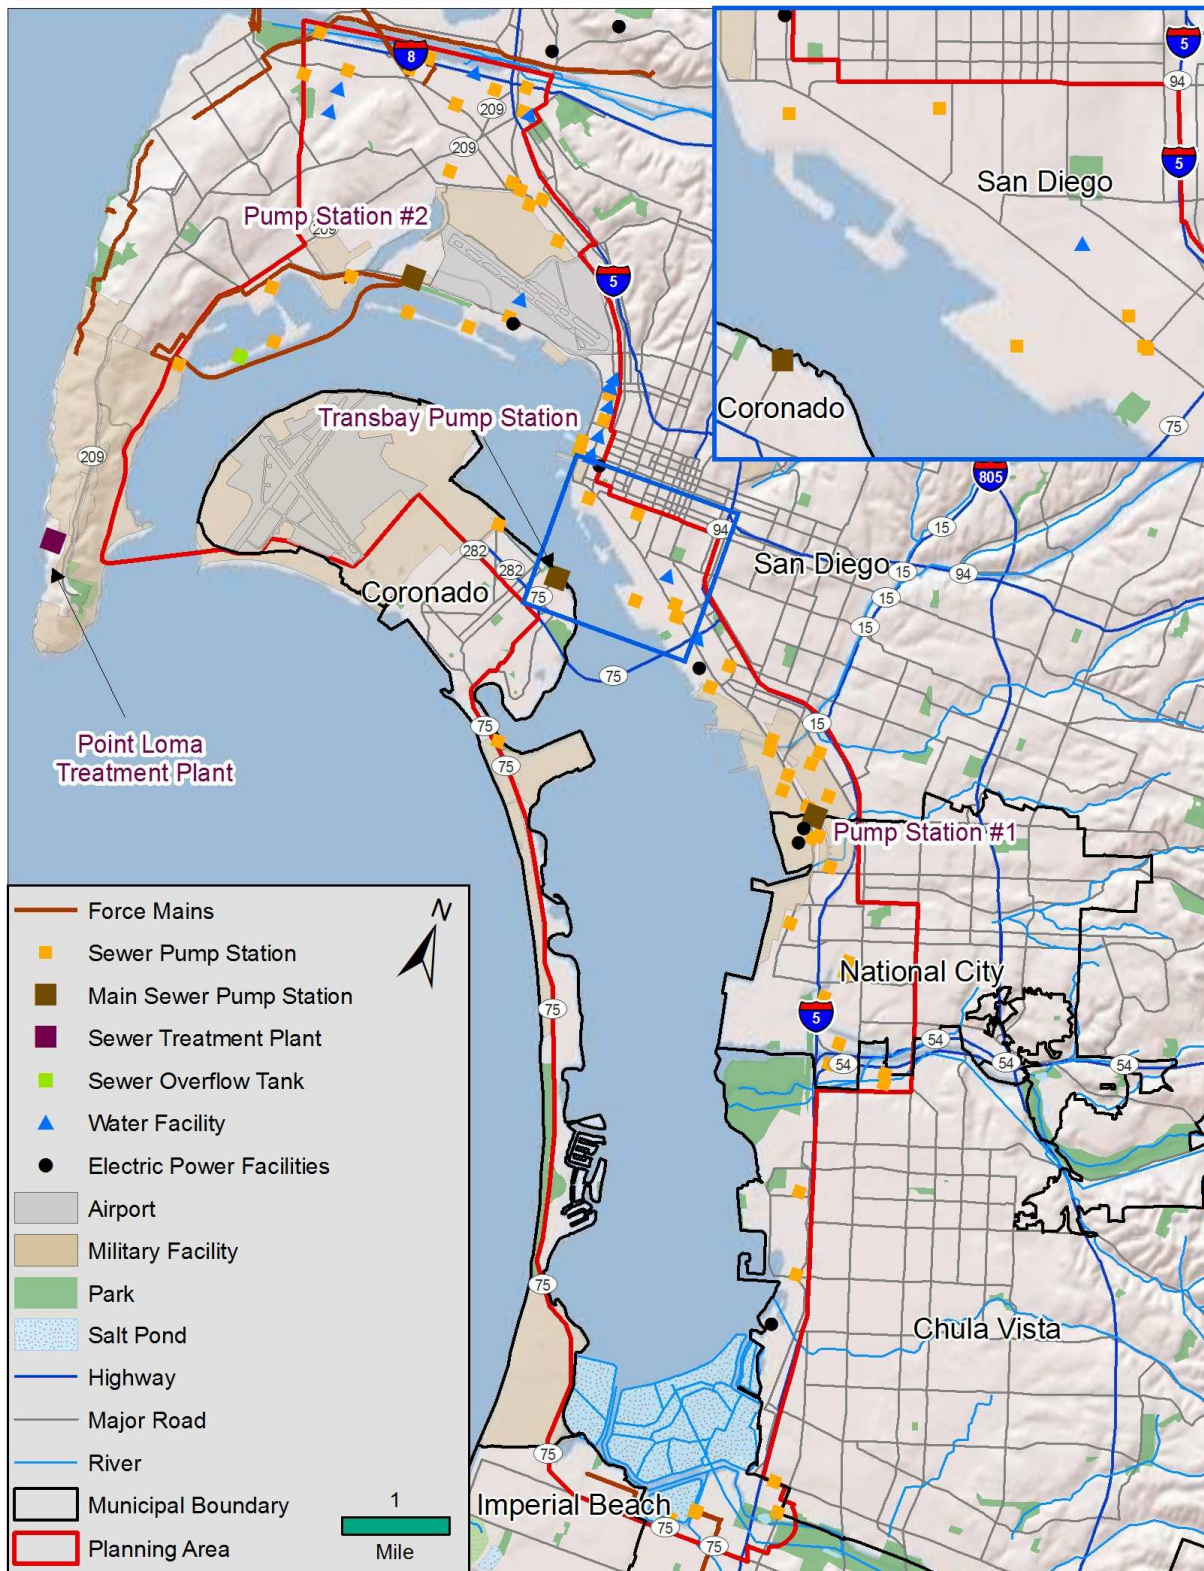 8
5
94
5
209
209
San Diego
Pump Station #2
209
5
Transbay Pump Station
Coronado
75
209
805
15
94
282
San Diego
15
94
282
Coronado
75
15
15
75
15
75
75
Point Loma
Treatment Plant
Pump Station #1
National City
75
5
54
54
54
54
75
Chula Vista
75
Imperial Beach
75
75
Force Mains
N
Sewer Pump Station
Main Sewer Pump Station
Sewer Treatment Plant
Sewer Overflow Tank
Water Facility
Electric Power Facilities
Airport
Military Facility
Park
Salt Pond
Highway
Major Road
River
Municipal Boundary
1
Mile
Planning Area